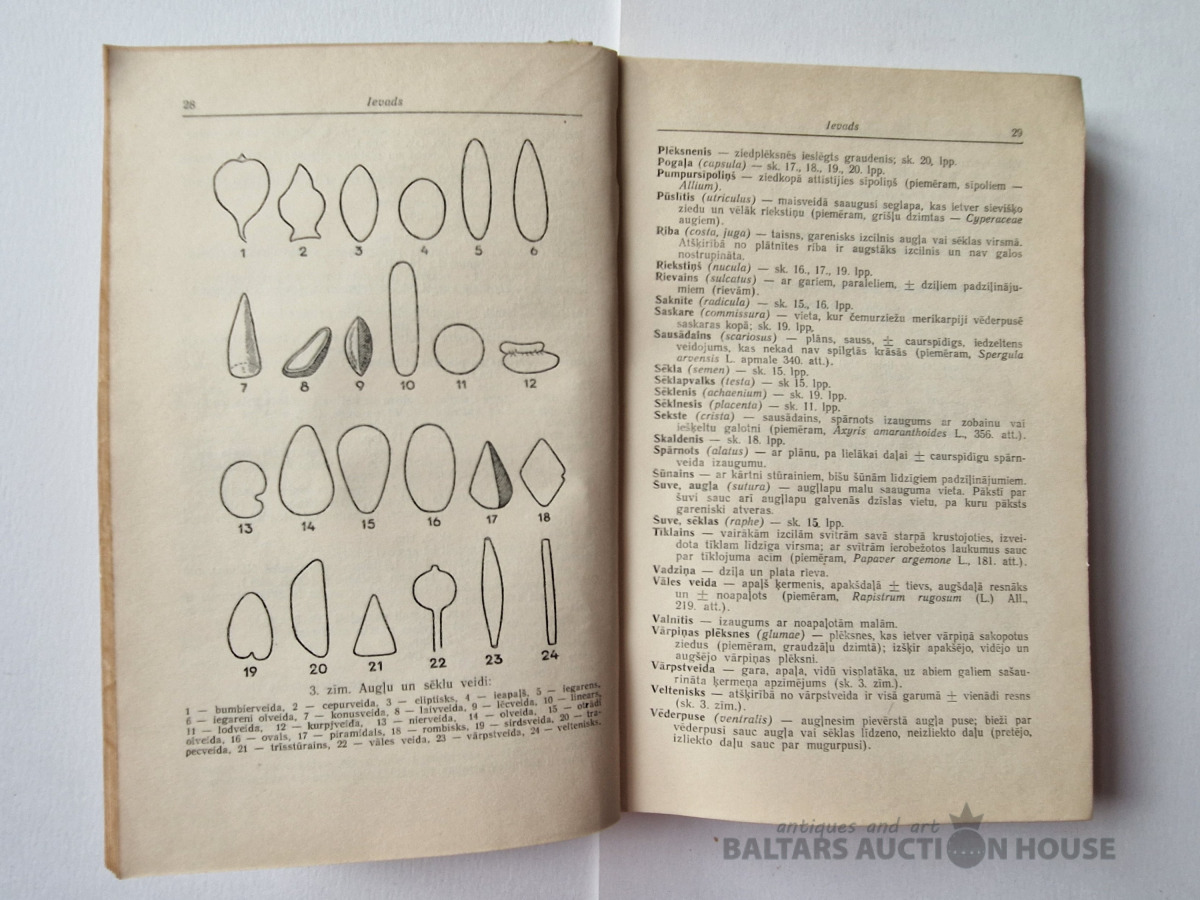 28
Ievads
1 2 3 4 5 6
7 8 9 10 11 12
13 14 15 16 17 18
19 20 21 22 23 24
3. zīm. Augļu un sēklu veidi:
1 — bumbierveida, 2 — cepurveida, 3 — eliptisks, 4 — ieapaļš, 5 — iegarens,
6 — iegareni olveida, 7 — konusveida, 8 — laivveida, 9 — lēcveida, 10 — lineārs,
11 — lodveida, 12 — kurpjveida, 13 — nierveida, 14 — olveida, 15 — otrādi
olveida, 16 — ovāls, 17 — piramidāls, 18 — rombisks, 19 — sirdsveida, 20 — tra-
pecveida, 21 — trīsstūrains, 22 — vāles veida, 23 — vārpstveida, 24 — veltenisks.
Ievads
29
Plēksnenis — ziedplēksnēs ieslēgts graudenis; sk. 20. lpp.
Pogaļa (capsula) — sk. 17., 18., 19., 20. lpp.
Pumpursīpoliņš — ziedkopā attīstījies sīpoliņš (piemēram, sīpoliem —
Allium).
Pūslītis (utriculus) — maisveidā saaugusi seglapa, kas ietver sievišķo
ziedu un vēlāk riekstiņu (piemēram, grīšļu dzimtas — Cyperaceae
augiem).
Riba (costa, juga) — taisns, garenisks izcilnis augļa vai sēklas virsmā.
Atšķirībā no plātnītes riba ir augstāks izcilnis un nav galos
nostrupināta.
Riekstiņš (nucula) — sk. 16., 17., 19. lpp.
Rievains (sulcatus) — ar gariem, paralēliem, ± dziļiem padziļināju-
miem (rievām).
Saknīte (radicula) — sk. 15., 16. lpp.
Saskare (commissura) — vieta, kur čemurziežu merikarpiji vēderpusē
saskaras kopā; sk. 19. lpp.
Sausādains (scariosus) — plāns, sauss, ± caurspīdīgs, iedzeltens
veidojums, kas nekad nav spilgtās krāsās (piemēram, Spergula
arvensis L. apmale 340. att.).
Sēkla (semen) — sk. 15. lpp.
Sēklapvalks (testa) — sk 15. lpp.
Sēklenis (achaenium) — sk. 19. lpp.
Sēklnesis (placenta) — sk. 11. lpp.
Sekste (crista) — sausādains, spārnots izaugums ar zobainu vai
iešķeltu galotni (piemēram, Axyris amaranthoides L., 356. att.).
Skaldenis — sk. 18. lpp.
Spārnots (alatus) — ar plānu, pa lielākai daļai ± caurspīdīgu spārn-
veida izaugumu.
Šūnains — ar kārtni stūrainiem, bišu šūnām līdzīgiem padziļinājumiem.
Šuve, augļa (sutura) — augļlapu malu saauguma vieta. Pākstī par
šuvi sauc arī augļlapu galvenās dzīslas vietu, pa kuru pāksts
gareniski atveras.
Šuve, sēklas (raphe) — sk. 15. lpp.
Tīklains — vairākām izcilām svītrām savā starpā krustojoties, izvei-
dota tīklam līdzīga virsma; ar svītrām ierobežotos laukumus sauc
par tīklojuma acīm (piemēram, Papaver argemone L., 181. att.).
Vadziņa — dziļa un plata rieva.
Vāles veida — apaļš ķermenis, apakšdaļā ± tievs, augšdaļā resnāks
un ± noapaļots (piemēram, Rapistrum rugosum (L.) All.,
219. att.).
Valnītis — izaugums ar noapaļotām malām.
Vārpiņas plēksnes (glumae) — plēksnes, kas ietver vārpiņā sakopotus
ziedus (piemēram, graudzāļu dzimtā); izšķir apakšējo, vidējo un
augšējo vārpiņas plēksni.
Vārpstveida — gara, apaļa, vidū visplatāka, uz abiem galiem sašau-
rināta ķermeņa apzīmējums (sk. 3. zīm.).
Veltenisks — atšķirībā no vārpstveida ir visā garumā ± vienādi resns
(sk. 3. zīm.).
Vēderpuse (ventralis) — augļnesim pievērstā augļa puse; bieži par
vēderpusi sauc augļa vai sēklas līdzeno, neizliekto daļu (pretējo,
izliekto daļu sauc par mugurpusi).
antiques and art
BALTARS AUCTION HOUSE